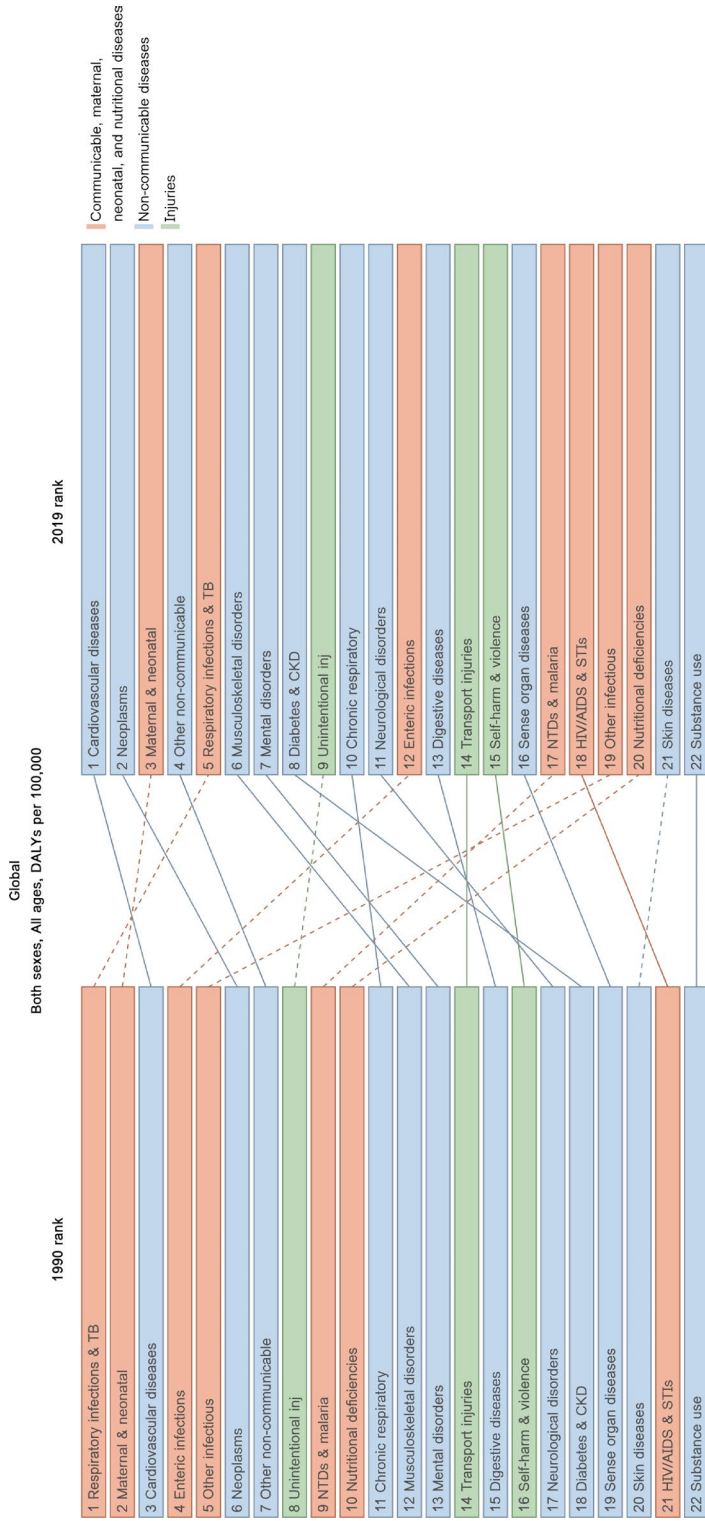 Global
Both sexes, All ages, DALYs per 100,000
1990 rank
2019 rank
1 Respiratory infections & TB
2 Maternal & neonatal
3 Cardiovascular diseases
4 Enteric infections
5 Other infectious
6 Neoplasms
7 Other non-communicable
8 Unintentional inj
9 NTDs & malaria
10 Nutritional deficiencies
11 Chronic respiratory
12 Musculoskeletal disorders
13 Mental disorders
14 Transport injuries
15 Digestive diseases
16 Self-harm & violence
17 Neurological disorders
18 Diabetes & CKD
19 Sense organ diseases
20 Skin diseases
21 HIV/AIDS & STIs
22 Substance use
1 Cardiovascular diseases
2 Neoplasms
3 Maternal & neonatal
4 Other non-communicable
5 Respiratory infections & TB
6 Musculoskeletal disorders
7 Mental disorders
8 Diabetes & CKD
9 Unintentional inj
10 Chronic respiratory
11 Neurological disorders
12 Enteric infections
13 Digestive diseases
14 Transport injuries
15 Self-harm & violence
16 Sense organ diseases
17 NTDs & malaria
18 HIV/AIDS & STIs
19 Other infectious
20 Nutritional deficiencies
21 Skin diseases
22 Substance use
Communicable, maternal,
neonatal, and nutritional diseases
Non-communicable diseases
Injuries